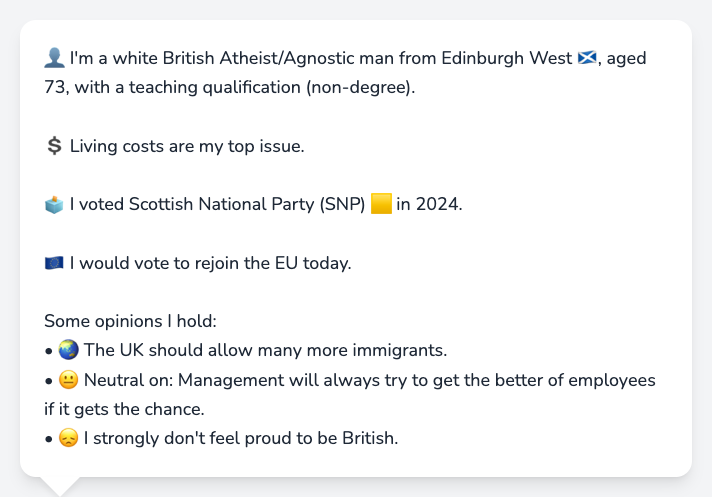 👤 I'm a white British Atheist/Agnostic man from Edinburgh West 🏴󠁧󠁢󠁳󠁣󠁴󠁿, aged
73, with a teaching qualification (non-degree).
💲 Living costs are my top issue.
🗳️ I voted Scottish National Party (SNP) 🟨 in 2024.
🇪🇺 I would vote to rejoin the EU today.
Some opinions I hold:
• 🌏 The UK should allow many more immigrants.
• 😐 Neutral on: Management will always try to get the better of employees
if it gets the chance.
• 😞 I strongly don't feel proud to be British.